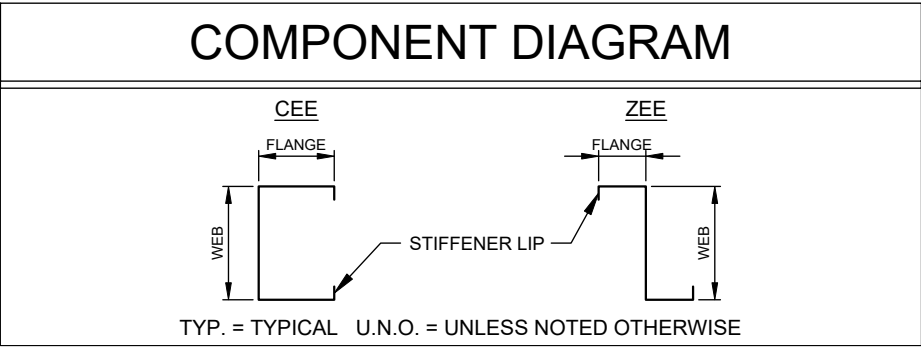 COMPONENT DIAGRAM
CEE
ZEE
FLANGE
FLANGE
WEB
STIFFENER LIP
WEB
TYP. = TYPICAL U.N.O. = UNLESS NOTED OTHERWISE